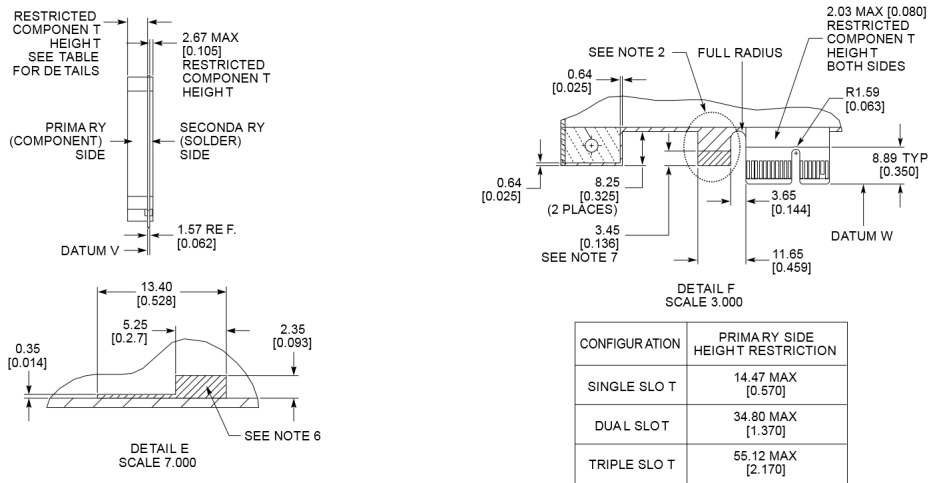 RESTRICTED
COMPONEN T
HEIGH T
SEE TABLE
FOR DE TAILS
2.67 MAX
[0.105]
RESTRICTED
COMPONEN T
HEIGH T
PRIMA RY
(COMPONENT)
SIDE
SECONDA RY
(SOLDER)
SIDE
1.57 RE F.
[0.062]
DATUM V
13.40
[0.528]
5.25
[0.2.7]
2.35
[0.093]
0.35
[0.014]
SEE NOTE 6
DETAIL E
SCALE 7.000
2.03 MAX [0.080]
RESTRICTED
COMPONEN T
HEIGH T
BOTH SIDES
SEE NOTE 2
FULL RADIUS
0.64
[0.025]
R1.59
[0.063]
8.89 TYP
[0.350]
0.64
[0.025]
8.25
[0.325]
(2 PLACES)
3.65
[0.144]
3.45
[0.136]
SEE NOTE 7
DATUM W
11.65
[0.459]
DETAIL F
SCALE 3.000
CONFIGUR ATION
PRIMA RY SIDE
HEIGH T RESTRICTION
SINGLE SLO T
14.47 MAX
[0.570]
DUA L SLO T
34.80 MAX
[1.370]
TRIPLE SLO T
55.12 MAX
[2.170]